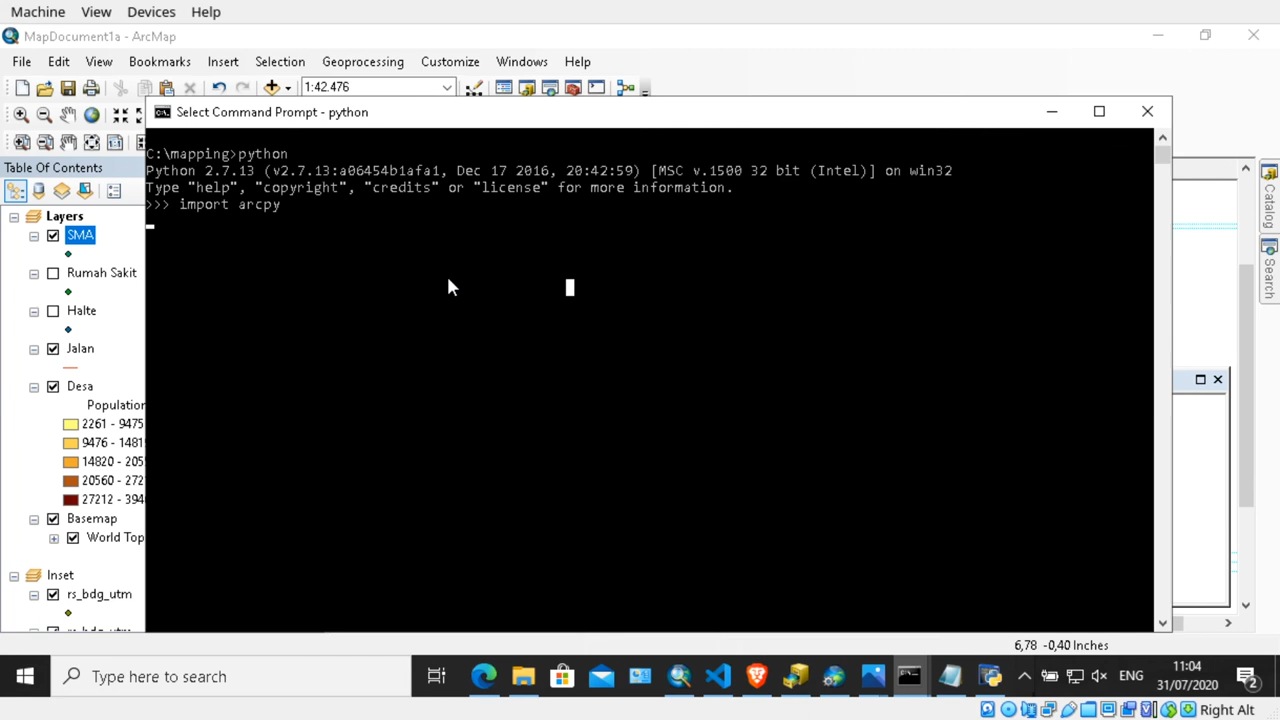 Machine View Devices Help
MapDocument1a - ArcMap
File Edit View Bookmarks Insert Selection Geoprocessing Customize Windows Help
1:42.476
Select Command Prompt - python
C:\mapping>python
Python 2.7.13 (v2.7.13:a06454b1afa1, Dec 17 2016, 20:42:59) [MSC v.1500 32 bit (Intel)] on win32
Type "help", "copyright", "credits" or "license" for more information.
>>> import arcpy
Table Of Contents
Layers
SMA
Rumah Sakit
Halte
Jalan
Desa
Population
2261 - 9475
9476 - 1481
14820 - 205
20560 - 272
27212 - 394
Basemap
World Top
Inset
rs_bdg_utm
Catalog
Search
6,78 -0,40 Inches
Type here to search
ENG
11:04
31/07/2020
2
Right Alt